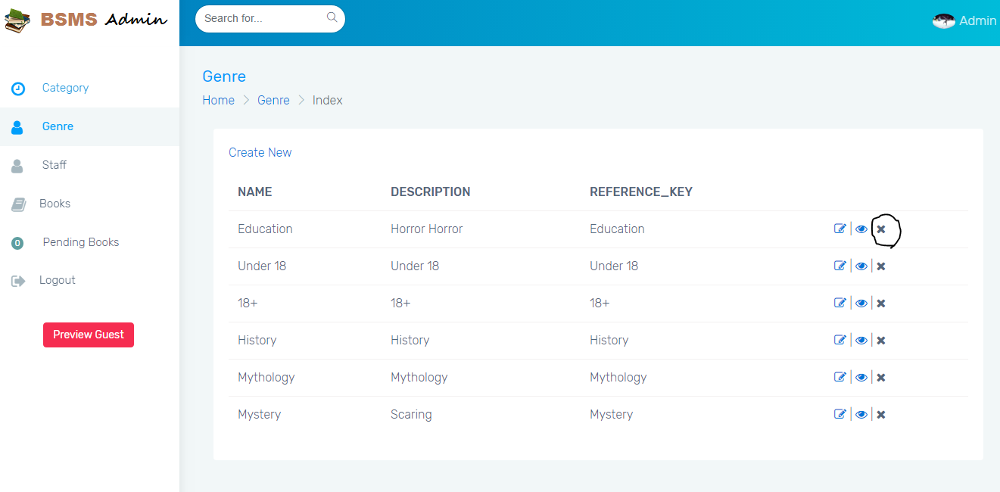 BSMS Admin
Search for...
Admin
Category
Genre
Staff
Books
0 Pending Books
Logout
Preview Guest
Genre
Home > Genre > Index
Create New
NAME DESCRIPTION REFERENCE_KEY
Education Horror Horror Education
Under 18 Under 18 Under 18
18+ 18+ 18+
History History History
Mythology Mythology Mythology
Mystery Scaring Mystery